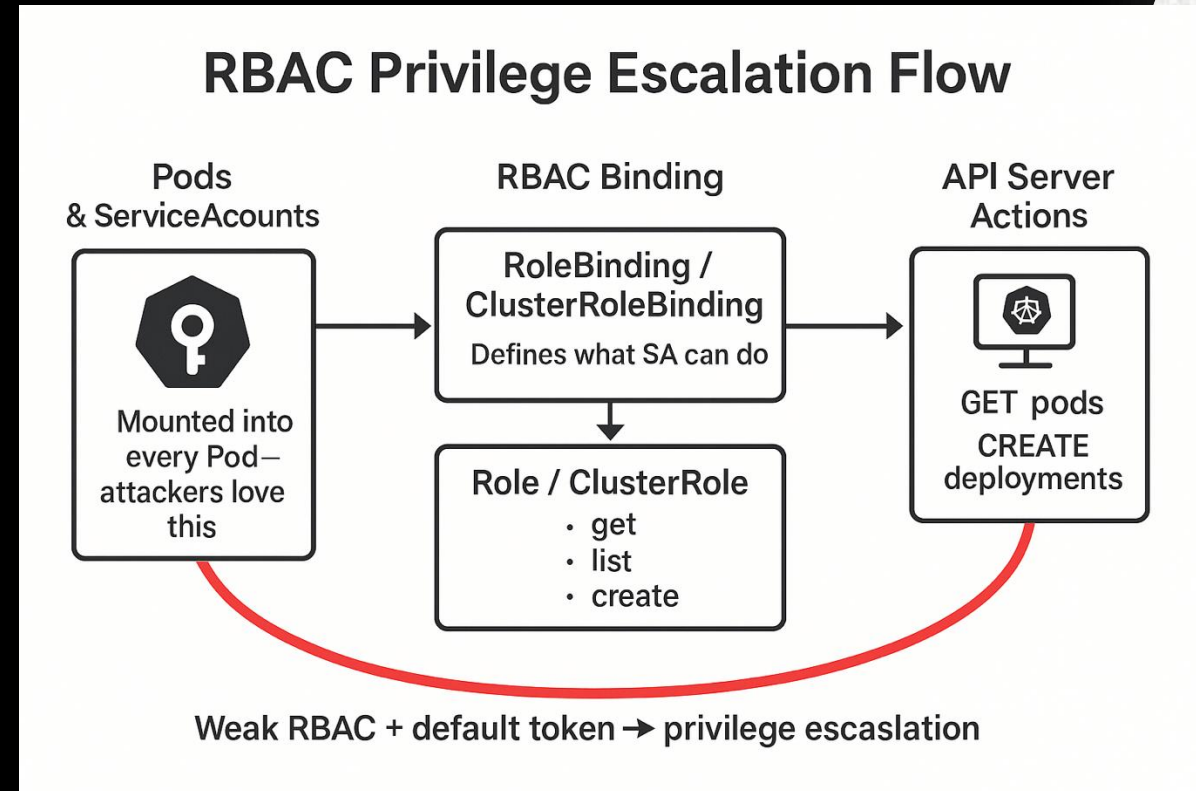 RBAC Privilege Escalation Flow
Pods
& ServiceAcounts
Mounted into
every Pod—
attackers love
this
RBAC Binding
RoleBinding /
ClusterRoleBinding
Defines what SA can do
Role / ClusterRole
· get
· list
· create
API Server
Actions
GET pods
CREATE
deployments
Weak RBAC + default token → privilege escaslation